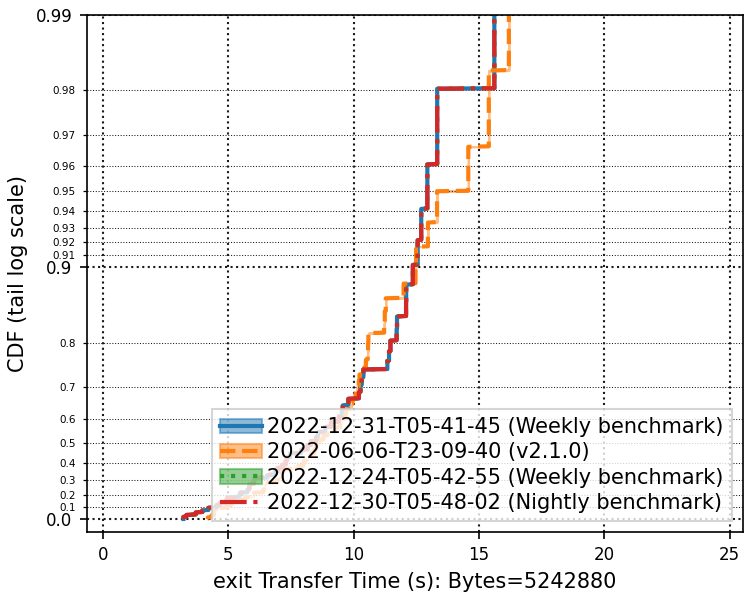 0.99
0.98
0.97
0.96
0.95
0.94
0.93
0.92
0.91
0.9
0.8
0.7
0.6
0.5
0.4
0.3
0.2
0.1
0.0
CDF (tail log scale)
2022-12-31-T05-41-45 (Weekly benchmark)
2022-06-06-T23-09-40 (v2.1.0)
2022-12-24-T05-42-55 (Weekly benchmark)
2022-12-30-T05-48-02 (Nightly benchmark)
0 5 10 15 20 25
exit Transfer Time (s): Bytes=5242880